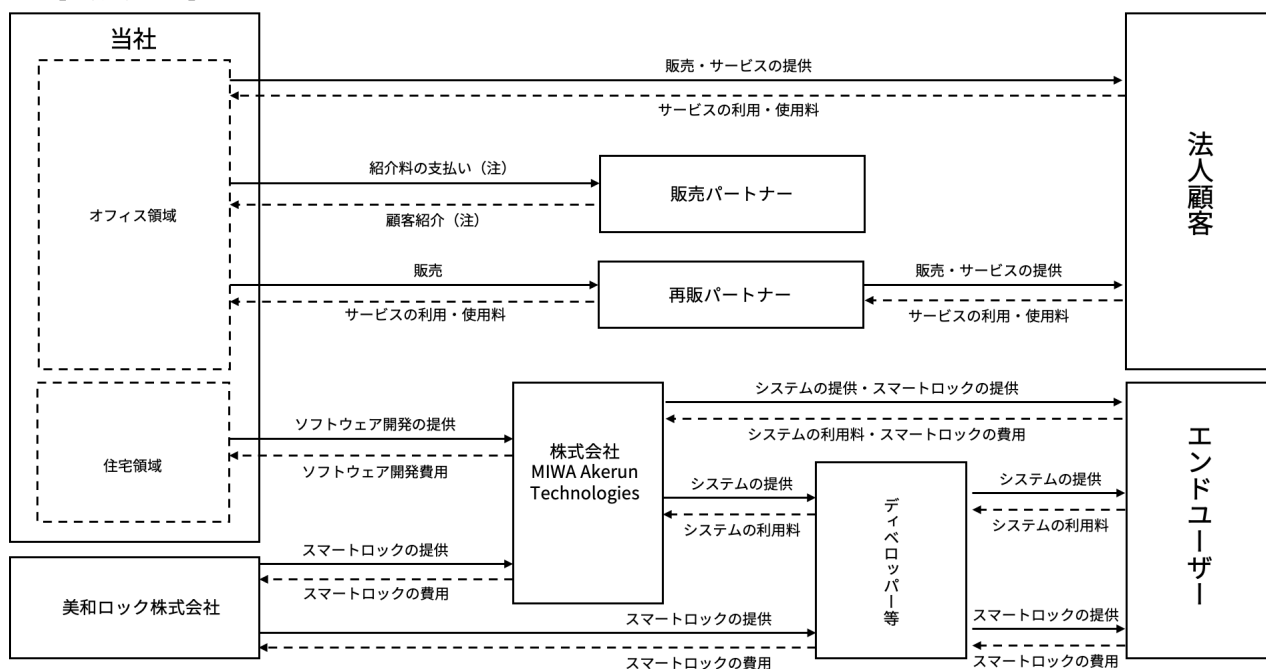 当社
販売・サービスの提供
サービスの利用・使用料
法人顧客
紹介料の支払い（注）
販売パートナー
顧客紹介（注）
オフィス領域
販売
再販パートナー
販売・サービスの提供
サービスの利用・使用料
サービスの利用・使用料
システムの提供・スマートロックの提供
システムの利用料・スマートロックの費用
エンドユーザー
ソフトウェア開発の提供
ソフトウェア開発費用
住宅領域
株式会社
MIWA Akerun
Technologies
システムの提供
システムの利用料
ディベロッパー等
システムの提供
システムの利用料
スマートロックの提供
スマートロックの費用
美和ロック株式会社
スマートロックの提供
スマートロックの費用
スマートロックの提供
スマートロックの費用